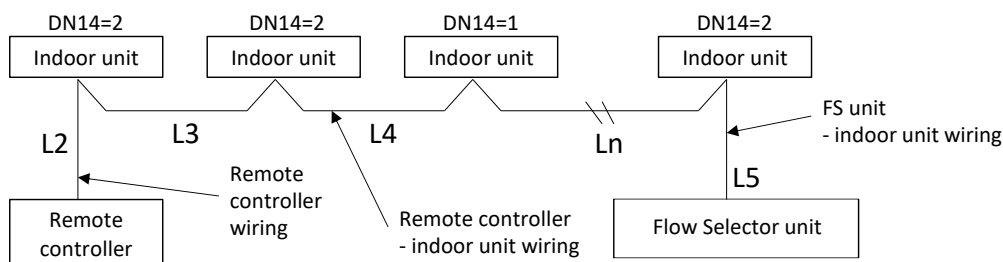 DN14=2 DN14=2 DN14=1 DN14=2
Indoor unit Indoor unit Indoor unit Indoor unit
L2
L3
L4
Ln
FS unit
- indoor unit wiring
L5
Remote
controller
wiring
Remote controller
- indoor unit wiring
Remote
controller
Flow Selector unit